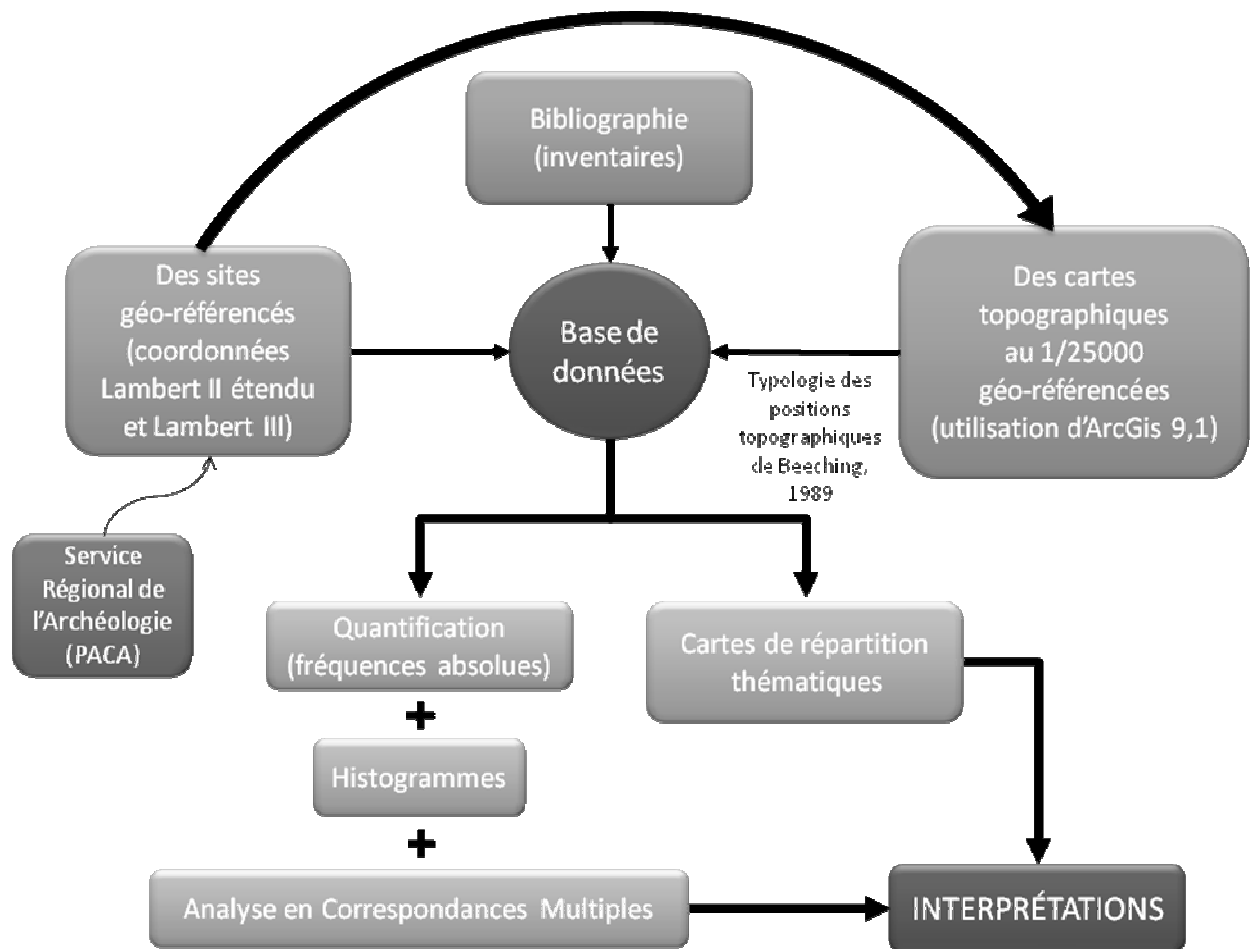 Bibliographie
(inventaires)
Des sites
géo-référencés
(coordonnées
Lambert II étendu
et Lambert III)
Base de
données
Des cartes
topographiques
au 1/25000
géo-référencées
(utilisation d'ArcGis 9,1)
Typologie des
positions
topographiques
de Beeching,
1989
Service
Régional de
l'Archéologie
(PACA)
Quantification
(fréquences absolues)
+
Histogrammes
+
Analyse en Correspondances Multiples
Cartes de répartition
thématiques
INTERPRÉTATIONS